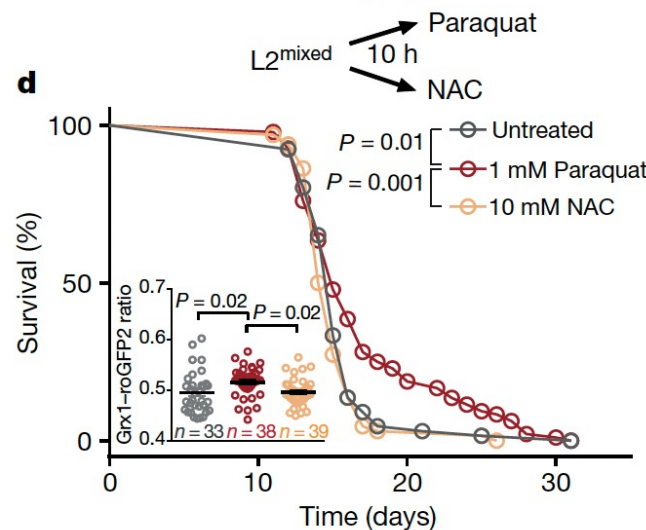 Paraquat
L2mixed 10 h
NAC
d
100
50
0
Survival (%)
P = 0.01
P = 0.001
Untreated
1 mM Paraquat
10 mM NAC
0.7
0.6
0.5
0.4
Grx1–roGFP2 ratio
P = 0.02
P = 0.02
n = 33 n = 38 n = 39
0 10 20 30
Time (days)